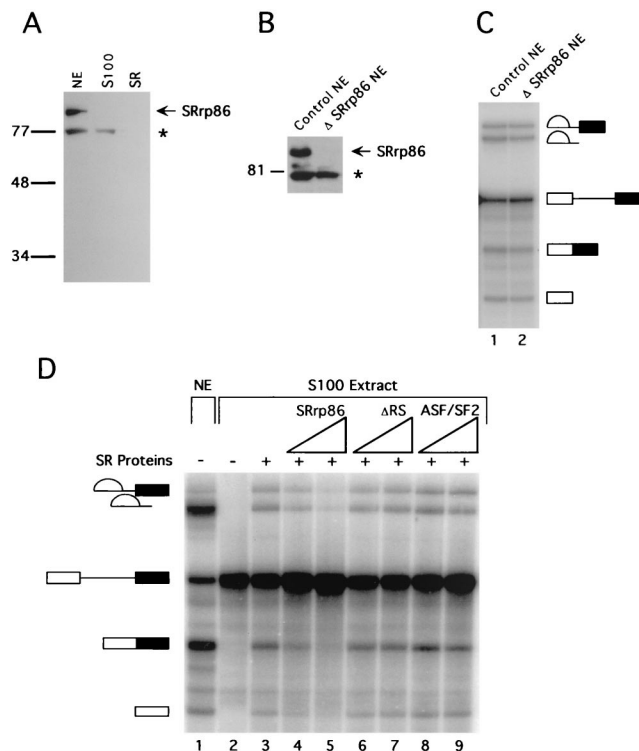 A
NE
S100
SR
SRrp86
77
*
48
34
B
Control NE
Δ SRrp86 NE
SRrp86
81
*
C
Control NE
Δ SRrp86 NE
1 2
D
NE
S100 Extract
SRrp86 ΔRS ASF/SF2
SR Proteins - - + + + + + + +
1 2 3 4 5 6 7 8 9